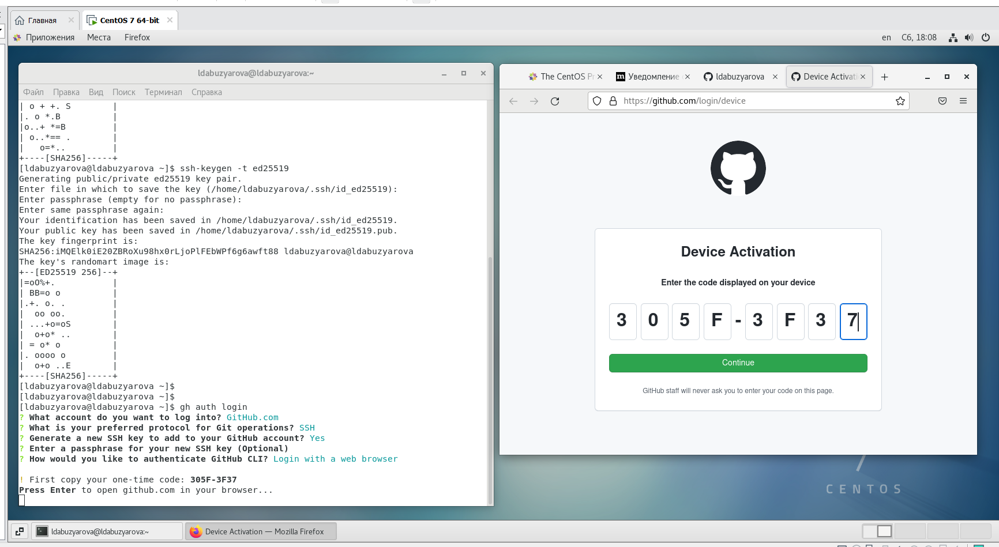 Главная
CentOS 7 64-bit
Приложения Места Firefox
en Сб, 18:08
ldabuzyarova@ldabuzyarova:~
Файл Правка Вид Поиск Терминал Справка
| o + +. S        |
|. o *.B          |
|o..+ *=B         |
| o..*== .        |
|   o=*..         |
+----[SHA256]-----+
[ldabuzyarova@ldabuzyarova ~]$ ssh-keygen -t ed25519
Generating public/private ed25519 key pair.
Enter file in which to save the key (/home/ldabuzyarova/.ssh/id_ed25519):
Enter passphrase (empty for no passphrase):
Enter same passphrase again:
Your identification has been saved in /home/ldabuzyarova/.ssh/id_ed25519.
Your public key has been saved in /home/ldabuzyarova/.ssh/id_ed25519.pub.
The key fingerprint is:
SHA256:iMQElk0iE20ZBRoXu98hx0rLjoPlFEbWPf6g6awft88 ldabuzyarova@ldabuzyarova
The key's randomart image is:
+--[ED25519 256]--+
|=oO%+.           |
| BB=o o          |
|.+. o. .         |
|  oo oo.         |
| ...+o=oS        |
|  o+o* ..        |
| = o* o          |
|. oooo o         |
|  o+o ..E        |
+----[SHA256]-----+
[ldabuzyarova@ldabuzyarova ~]$
[ldabuzyarova@ldabuzyarova ~]$
[ldabuzyarova@ldabuzyarova ~]$ gh auth login
? What account do you want to log into? GitHub.com
? What is your preferred protocol for Git operations? SSH
? Generate a new SSH key to add to your GitHub account? Yes
? Enter a passphrase for your new SSH key (Optional)
? How would you like to authenticate GitHub CLI? Login with a web browser
! First copy your one-time code: 305F-3F37
Press Enter to open github.com in your browser...
The CentOS Pr
Уведомление
ldabuzyarova
Device Activati
https://github.com/login/device
Device Activation
Enter the code displayed on your device
3 0 5 F - 3 F 3 7
Continue
GitHub staff will never ask you to enter your code on this page.
7
CENTOS
ldabuzyarova@ldabuzyarova:~
Device Activation — Mozilla Firefox